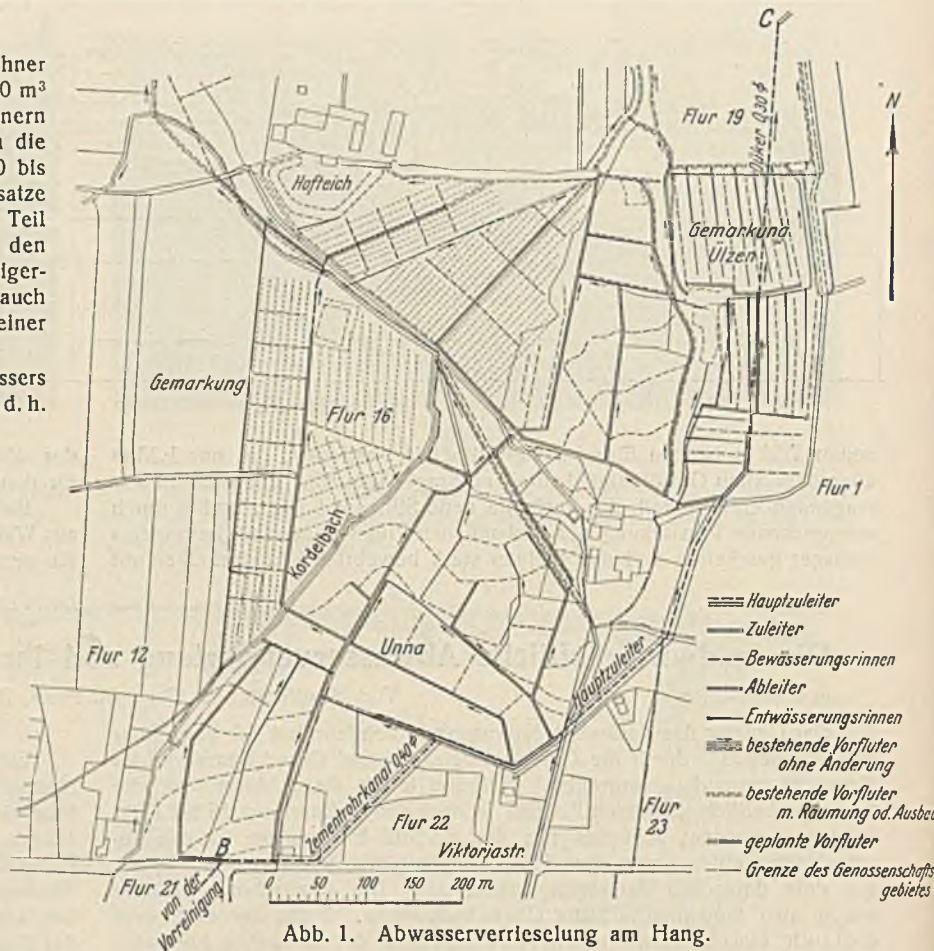 hner
0 m³
nern
die
0 bis
satze
Teil
den
iger-
auch
einer
ssers
d. h.
C
N
Flur 19
Düker 0,30 ϕ
Hofteich
Gemarkung
Ülzen
Gemarkung
Flur 16
Flur 1
Kordelbach
Flur 12
Unna
Hauptzuleiter
Zementrohrkanal 0,40 ϕ
Flur 22
Flur
23
Viktoriastr.
B
Flur 21
von der
Vorreinigung
0 50 100 200 m
Hauptzuleiter
Zuleiter
Bewässerungsrinnen
Ableiter
Entwässerungsrinnen
bestehende Vorfluter
ohne Änderung
bestehende Vorfluter
m. Räumung od. Ausbau
geplante Vorfluter
Grenze des Genossenschafts-
gebietes
Abb. 1. Abwasserverrieselung am Hang.